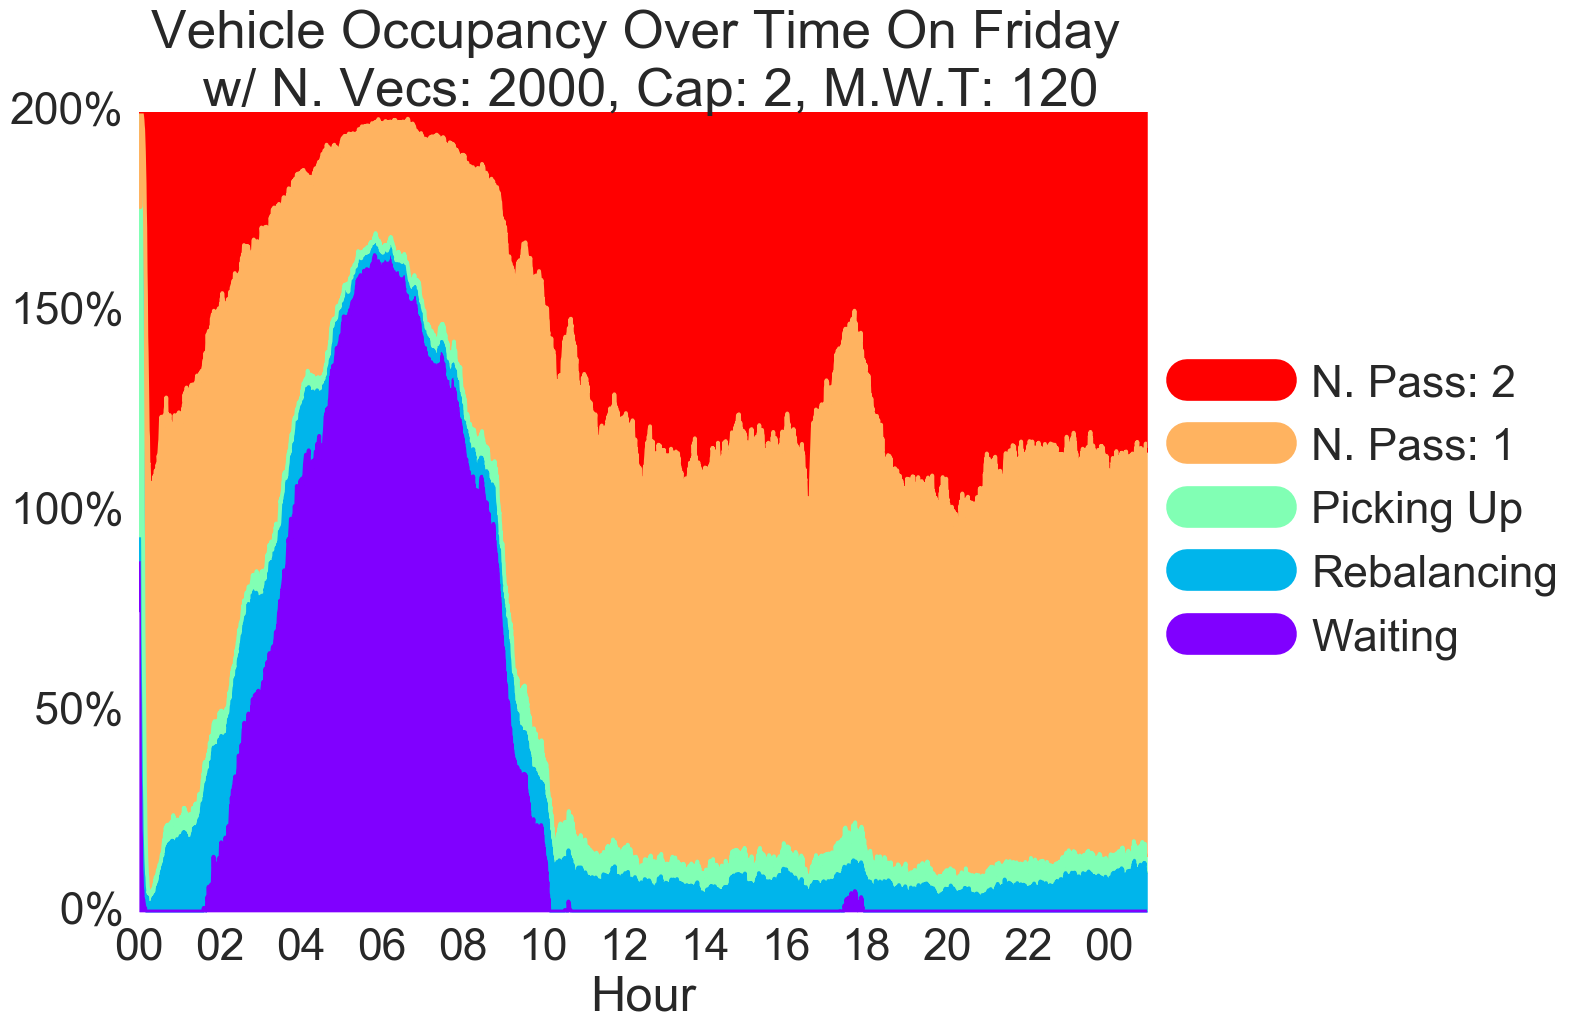 Vehicle Occupancy Over Time On Friday
w/ N. Vecs: 2000, Cap: 2, M.W.T: 120
200%
150%
100%
50%
0%
00 02 04 06 08 10 12 14 16 18 20 22 00
Hour
N. Pass: 2
N. Pass: 1
Picking Up
Rebalancing
Waiting